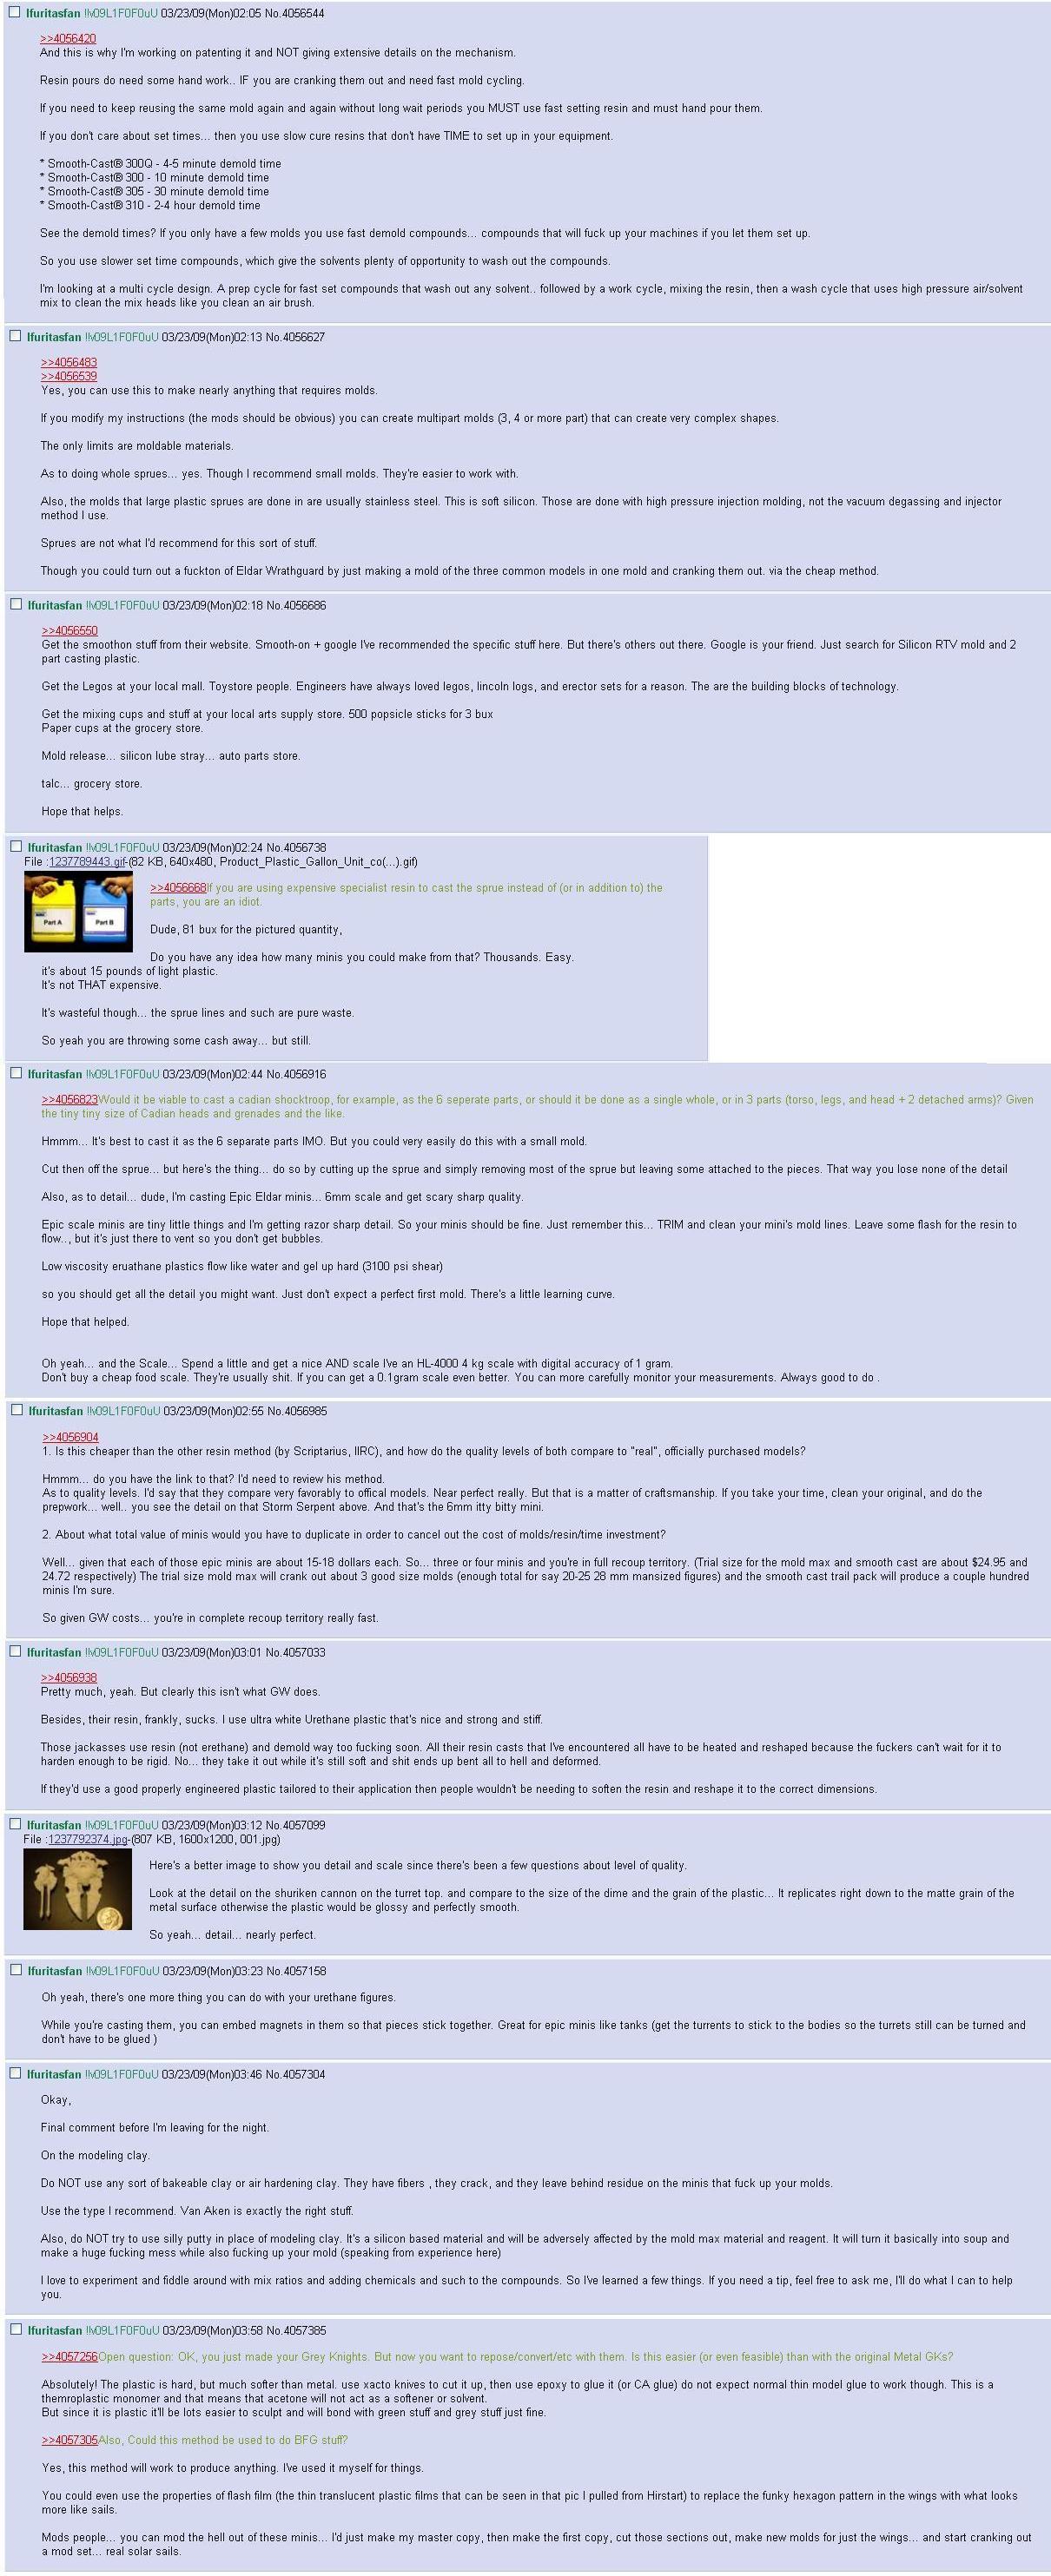 Ifuritasfan !lv09L1F0F0uU 03/23/09(Mon)02:05 No.4056544
>>4056420
And this is why I'm working on patenting it and NOT giving extensive details on the mechanism.
Resin pours do need some hand work.. IF you are cranking them out and need fast mold cycling.
If you need to keep reusing the same mold again and again without long wait periods you MUST use fast setting resin and must hand pour them.
If you don't care about set times... then you use slow cure resins that don't have TIME to set up in your equipment.
* Smooth-Cast® 300Q - 4-5 minute demold time
* Smooth-Cast® 300 - 10 minute demold time
* Smooth-Cast® 305 - 30 minute demold time
* Smooth-Cast® 310 - 2-4 hour demold time
See the demold times? If you only have a few molds you use fast demold compounds... compounds that will fuck up your machines if you let them set up.
So you use slower set time compounds, which give the solvents plenty of opportunity to wash out the compounds.
I'm looking at a multi cycle design. A prep cycle for fast set compounds that wash out any solvent.. followed by a work cycle, mixing the resin, then a wash cycle that uses high pressure air/solvent
mix to clean the mix heads like you clean an air brush.
Ifuritasfan !lv09L1F0F0uU 03/23/09(Mon)02:13 No.4056627
>>4056483
>>4056539
Yes, you can use this to make nearly anything that requires molds.
If you modify my instructions (the mods should be obvious) you can create multipart molds (3, 4 or more part) that can create very complex shapes.
The only limits are moldable materials.
As to doing whole sprues... yes. Though I recommend small molds. They're easier to work with.
Also, the molds that large plastic sprues are done in are usually stainless steel. This is soft silicon. Those are done with high pressure injection molding, not the vacuum degassing and injector
method I use.
Sprues are not what I'd recommend for this sort of stuff.
Though you could turn out a fuckton of Eldar Wrathguard by just making a mold of the three common models in one mold and cranking them out. via the cheap method.
Ifuritasfan !lv09L1F0F0uU 03/23/09(Mon)02:18 No.4056686
>>4056550
Get the smoothon stuff from their website. Smooth-on + google I've recommended the specific stuff here. But there's others out there. Google is your friend. Just search for Silicon RTV mold and 2
part casting plastic.
Get the Legos at your local mall. Toystore people. Engineers have always loved legos, lincoln logs, and erector sets for a reason. The are the building blocks of technology.
Get the mixing cups and stuff at your local arts supply store. 500 popsicle sticks for 3 bux
Paper cups at the grocery store.
Mold release... silicon lube stray... auto parts store.
talc... grocery store.
Hope that helps.
Ifuritasfan !lv09L1F0F0uU 03/23/09(Mon)02:24 No.4056738
File :1237789443.gif-(82 KB, 640x480, Product_Plastic_Gallon_Unit_co(...).gif)
Part A
Part B
>>4056668If you are using expensive specialist resin to cast the sprue instead of (or in addition to) the
parts, you are an idiot.
Dude, 81 bux for the pictured quantity,
Do you have any idea how many minis you could make from that? Thousands. Easy.
it's about 15 pounds of light plastic.
It's not THAT expensive.
It's wasteful though... the sprue lines and such are pure waste.
So yeah you are throwing some cash away... but still.
Ifuritasfan !lv09L1F0F0uU 03/23/09(Mon)02:44 No.4056916
>>4056823Would it be viable to cast a cadian shocktroop, for example, as the 6 seperate parts, or should it be done as a single whole, or in 3 parts (torso, legs, and head + 2 detached arms)? Given
the tiny tiny size of Cadian heads and grenades and the like.
Hmmm... It's best to cast it as the 6 separate parts IMO. But you could very easily do this with a small mold.
Cut then off the sprue... but here's the thing... do so by cutting up the sprue and simply removing most of the sprue but leaving some attached to the pieces. That way you lose none of the detail
Also, as to detail... dude, I'm casting Epic Eldar minis... 6mm scale and get scary sharp quality.
Epic scale minis are tiny little things and I'm getting razor sharp detail. So your minis should be fine. Just remember this... TRIM and clean your mini's mold lines. Leave some flash for the resin to
flow.., but it's just there to vent so you don't get bubbles.
Low viscosity eruathane plastics flow like water and gel up hard (3100 psi shear)
so you should get all the detail you might want. Just don't expect a perfect first mold. There's a little learning curve.
Hope that helped.
Oh yeah... and the Scale... Spend a little and get a nice AND scale I've an HL-4000 4 kg scale with digital accuracy of 1 gram.
Don't buy a cheap food scale. They're usually shit. If you can get a 0.1gram scale even better. You can more carefully monitor your measurements. Always good to do .
Ifuritasfan !lv09L1F0F0uU 03/23/09(Mon)02:55 No.4056985
>>4056904
1. Is this cheaper than the other resin method (by Scriptarius, IIRC), and how do the quality levels of both compare to "real", officially purchased models?
Hmmm... do you have the link to that? I'd need to review his method.
As to quality levels. I'd say that they compare very favorably to offical models. Near perfect really. But that is a matter of craftsmanship. If you take your time, clean your original, and do the
prepwork... well.. you see the detail on that Storm Serpent above. And that's the 6mm itty bitty mini.
2. About what total value of minis would you have to duplicate in order to cancel out the cost of molds/resin/time investment?
Well... given that each of those epic minis are about 15-18 dollars each. So... three or four minis and you're in full recoup territory. (Trial size for the mold max and smooth cast are about $24.95 and
24.72 respectively) The trial size mold max will crank out about 3 good size molds (enough total for say 20-25 28 mm mansized figures) and the smooth cast trail pack will produce a couple hundred
minis I'm sure.
So given GW costs... you're in complete recoup territory really fast.
Ifuritasfan !lv09L1F0F0uU 03/23/09(Mon)03:01 No.4057033
>>4056938
Pretty much, yeah. But clearly this isn't what GW does.
Besides, their resin, frankly, sucks. I use ultra white Urethane plastic that's nice and strong and stiff.
Those jackasses use resin (not erethane) and demold way too fucking soon. All their resin casts that I've encountered all have to be heated and reshaped because the fuckers can't wait for it to
harden enough to be rigid. No... they take it out while it's still soft and shit ends up bent all to hell and deformed.
If they'd use a good properly engineered plastic tailored to their application then people wouldn't be needing to soften the resin and reshape it to the correct dimensions.
Ifuritasfan !lv09L1F0F0uU 03/23/09(Mon)03:12 No.4057099
File :1237792374.jpg-(807 KB, 1600x1200, 001.jpg)
Here's a better image to show you detail and scale since there's been a few questions about level of quality.
Look at the detail on the shuriken cannon on the turret top. and compare to the size of the dime and the grain of the plastic... It replicates right down to the matte grain of the
metal surface otherwise the plastic would be glossy and perfectly smooth.
So yeah... detail... nearly perfect.
Ifuritasfan !lv09L1F0F0uU 03/23/09(Mon)03:23 No.4057158
Oh yeah, there's one more thing you can do with your urethane figures.
While you're casting them, you can embed magnets in them so that pieces stick together. Great for epic minis like tanks (get the turrents to stick to the bodies so the turrets still can be turned and
don't have to be glued )
Ifuritasfan !lv09L1F0F0uU 03/23/09(Mon)03:46 No.4057304
Okay,
Final comment before I'm leaving for the night.
On the modeling clay.
Do NOT use any sort of bakeable clay or air hardening clay. They have fibers , they crack, and they leave behind residue on the minis that fuck up your molds.
Use the type I recommend. Van Aken is exactly the right stuff.
Also, do NOT try to use silly putty in place of modeling clay. It's a silicon based material and will be adversely affected by the mold max material and reagent. It will turn it basically into soup and
make a huge fucking mess while also fucking up your mold (speaking from experience here)
I love to experiment and fiddle around with mix ratios and adding chemicals and such to the compounds. So I've learned a few things. If you need a tip, feel free to ask me, I'll do what I can to help
you.
Ifuritasfan !lv09L1F0F0uU 03/23/09(Mon)03:58 No.4057385
>>4057256Open question: OK, you just made your Grey Knights. But now you want to repose/convert/etc with them. Is this easier (or even feasible) than with the original Metal GKs?
Absolutely! The plastic is hard, but much softer than metal. use xacto knives to cut it up, then use epoxy to glue it (or CA glue) do not expect normal thin model glue to work though. This is a
themroplastic monomer and that means that acetone will not act as a softener or solvent.
But since it is plastic it'll be lots easier to sculpt and will bond with green stuff and grey stuff just fine.
>>4057305Also, Could this method be used to do BFG stuff?
Yes, this method will work to produce anything. I've used it myself for things.
You could even use the properties of flash film (the thin translucent plastic films that can be seen in that pic I pulled from Hirstart) to replace the funky hexagon pattern in the wings with what looks
more like sails.
Mods people... you can mod the hell out of these minis... I'd just make my master copy, then make the first copy, cut those sections out, make new molds for just the wings... and start cranking out
a mod set... real solar sails.